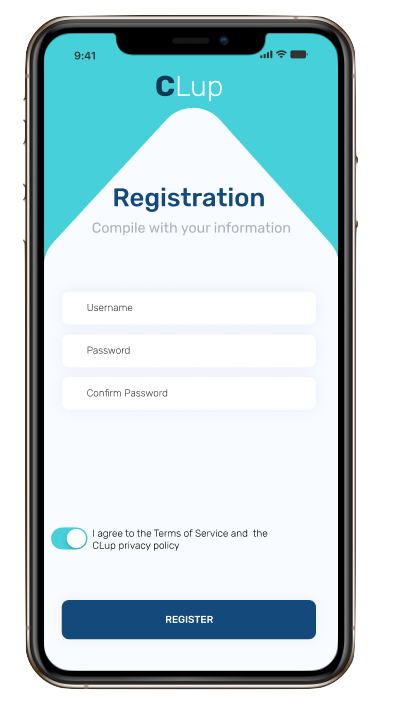 9:41
CLup
Registration
Compile with your information
Username
Password
Confirm Password
I agree to the Terms of Service and the
CLup privacy policy
REGISTER